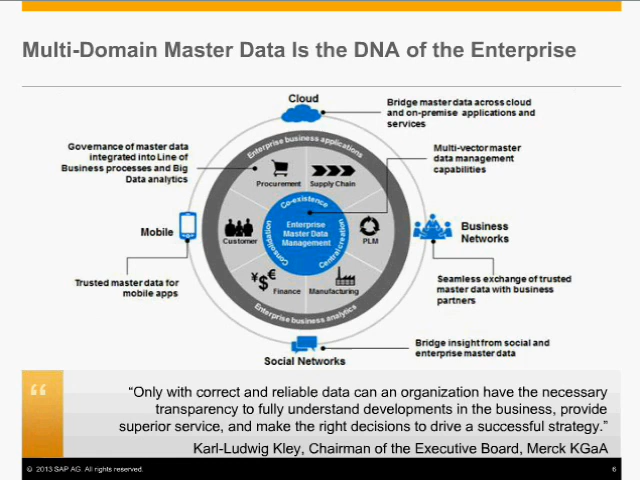 Multi-Domain Master Data Is the DNA of the Enterprise
Cloud
Bridge master data across cloud
and on-premise applications and
services
Governance of master data
integrated into Line of
Business processes and Big
Data analytics
Multi-vector master
data management
capabilities
Enterprise business applications
Procurement
Supply Chain
Co-existence
Consolidation
Central creation
Enterprise
Master Data
Management
Customer
PLM
¥$€
Finance
Manufacturing
Enterprise business analytics
Mobile
Business
Networks
Trusted master data for
mobile apps
Seamless exchange of trusted
master data with business
partners
Social Networks
Bridge insight from social and
enterprise master data
“
“Only with correct and reliable data can an organization have the necessary
transparency to fully understand developments in the business, provide
superior service, and make the right decisions to drive a successful strategy.”
Karl-Ludwig Kley, Chairman of the Executive Board, Merck KGaA
© 2013 SAP AG. All rights reserved.
6